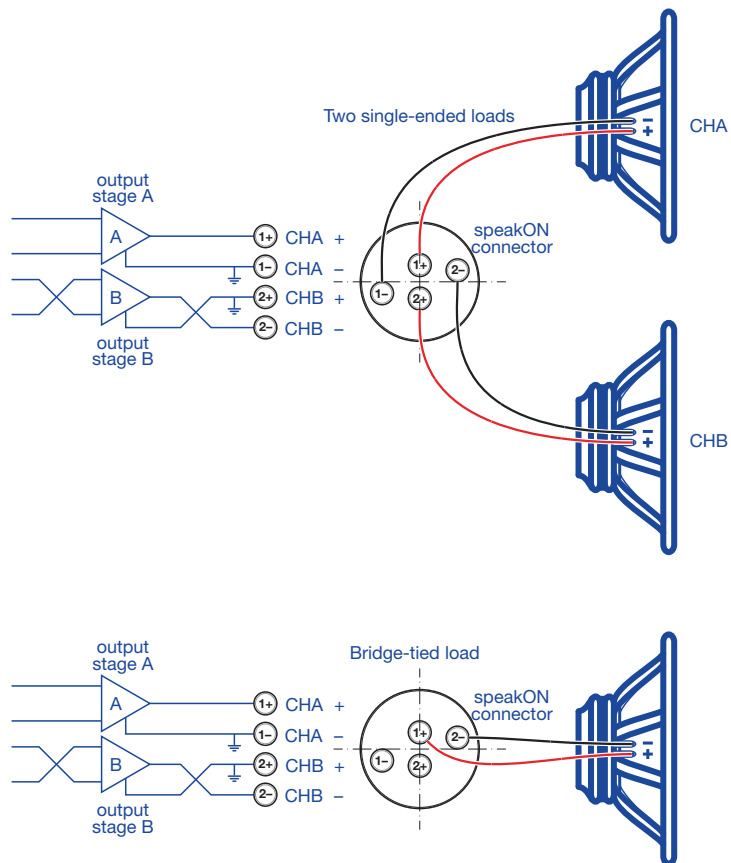 Two single-ended loads
−
+
CHA
output
stage A
A
1+ CHA +
1− CHA −
B
2+ CHB +
2− CHB −
output
stage B
speakON
connector
1+
2−
1−
2+
−
+
CHB
Bridge-tied load
output
stage A
A
1+ CHA +
1− CHA −
B
2+ CHB +
2− CHB −
output
stage B
speakON
connector
1+
2−
1−
2+
−
+